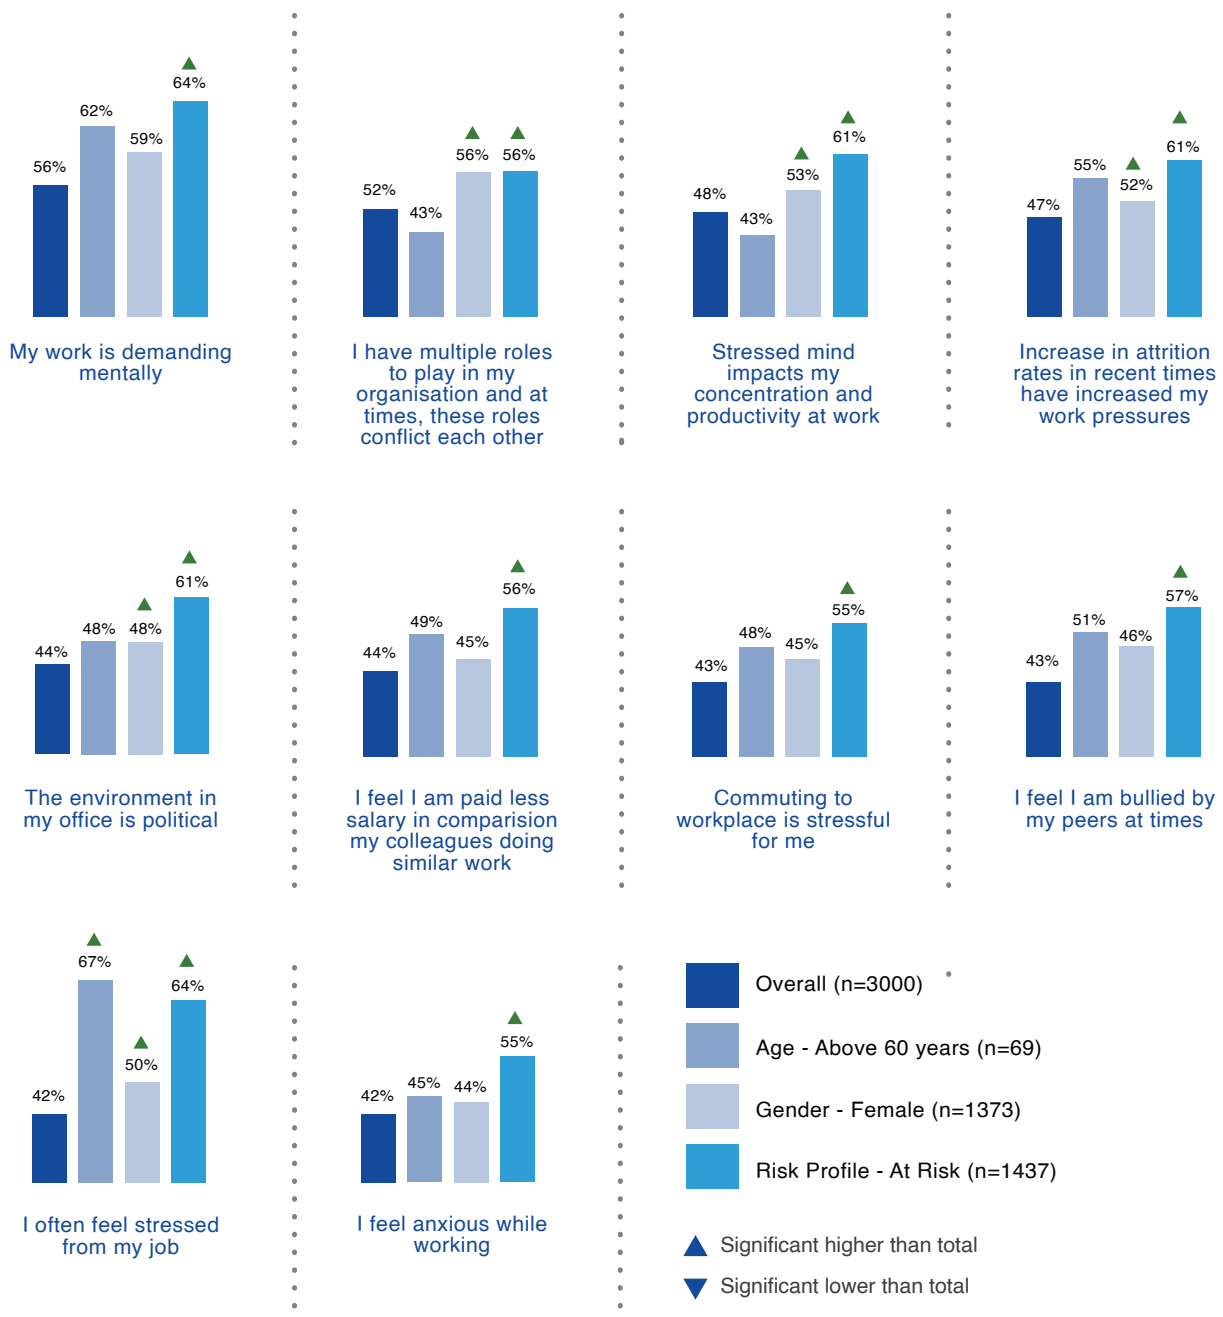 64%
62%
59%
56%
My work is demanding
mentally
56%
56%
52%
43%
I have multiple roles
to play in my
organisation and at
times, these roles
conflict each other
61%
53%
48%
43%
Stressed mind
impacts my
concentration and
productivity at work
61%
55%
52%
47%
Increase in attrition
rates in recent times
have increased my
work pressures
61%
48%
48%
44%
The environment in
my office is political
56%
49%
45%
44%
I feel I am paid less
salary in comparision
my colleagues doing
similar work
55%
48%
45%
43%
Commuting to
workplace is stressful
for me
57%
51%
46%
43%
I feel I am bullied by
my peers at times
67%
64%
50%
42%
I often feel stressed
from my job
55%
45%
44%
42%
I feel anxious while
working
Overall (n=3000)
Age - Above 60 years (n=69)
Gender - Female (n=1373)
Risk Profile - At Risk (n=1437)
Significant higher than total
Significant lower than total